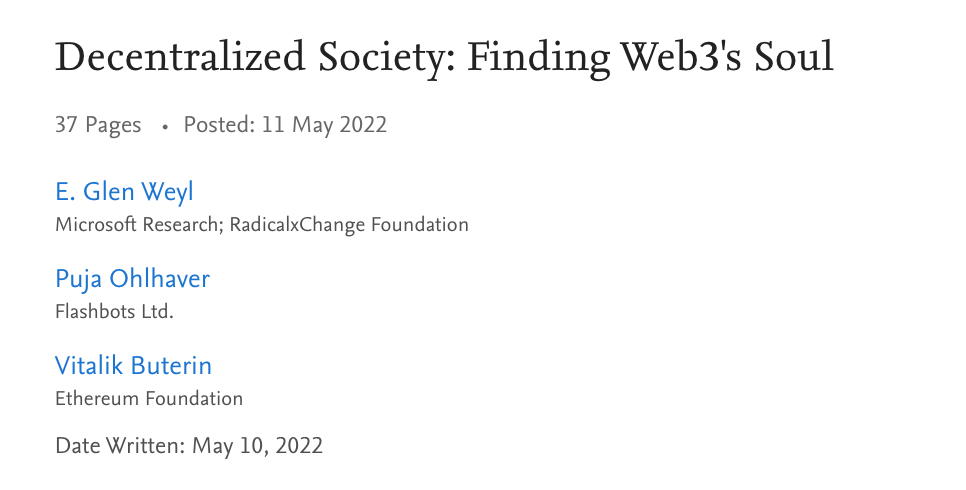 Decentralized Society: Finding Web3's Soul
37 Pages • Posted: 11 May 2022
E. Glen Weyl
Microsoft Research; RadicalxChange Foundation
Puja Ohlhaver
Flashbots Ltd.
Vitalik Buterin
Ethereum Foundation
Date Written: May 10, 2022